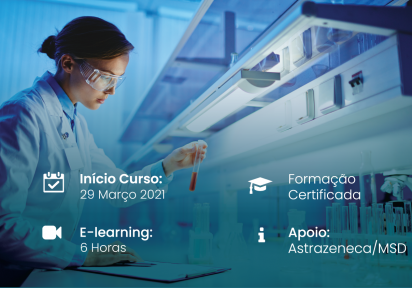 Início Curso:
29 Março 2021
Formação
Certificada
E-learning:
6 Horas
Apoio:
Astrazeneca/MSD